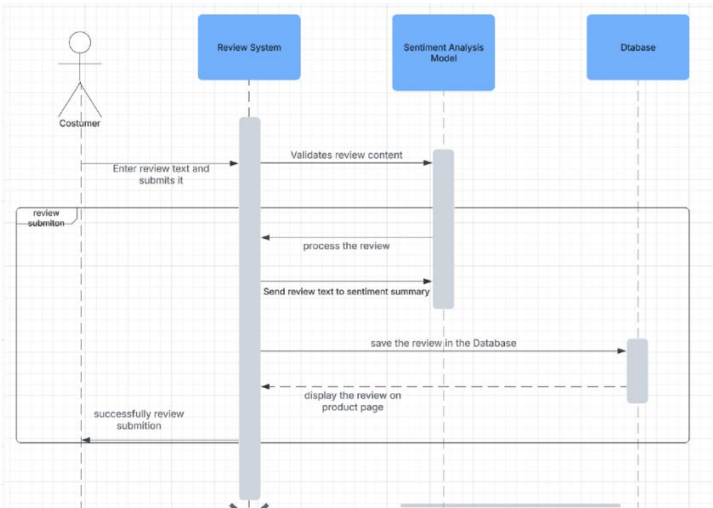 Review System
Sentiment Analysis
Model
Dtabase
Costumer
Enter review text and
submits it
Validates review content
review
submiton
process the review
Send review text to sentiment summary
save the review in the Database
display the review on
product page
successfully review
submition